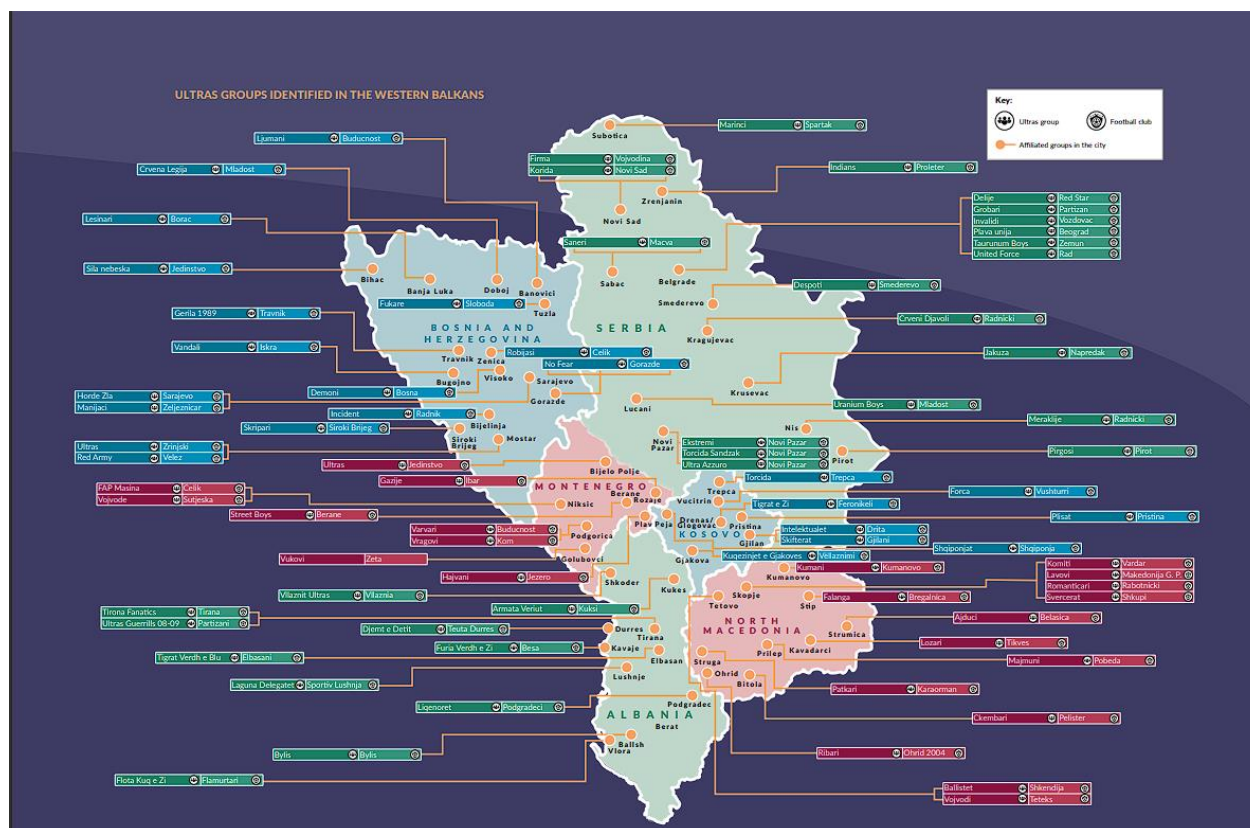 ULTRAS GROUPS IDENTIFIED IN THE WESTERN BALKANS
Key:
Ultras group
Football club
Affiliated groups in the city
Ljumani Buducnost
Crvena Legija Mladost
Lesinari Borac
Sila nebeska Jedinstvo
Gerila 1989 Travnik
Vandali Iskra
Horde Zla Sarajevo
Manijaci Zeljeznicar
Ultras Zrinjski
Red Army Velez
Demoni Bosna
Incident Radnik
Skripari Siroki Brijeg
Fukare Sloboda
Robijasi Celik
No Fear Gorazde
BOSNIA AND
HERZEGOVINA
Bihac
Banja Luka
Doboj
Banovici
Tuzla
Travnik
Zenica
Bugojno
Visoko
Sarajevo
Gorazde
Bijelinja
Siroki
Brijeg
Mostar
Marinci Spartak
Firma Vojvodina
Korida Novi Sad
Indians Proleter
Delije Red Star
Grobari Partizan
Invalidi Vozdovac
Plava unija Beograd
Taurunum Boys Zemun
United Force Rad
Saneri Macva
Despoti Smederevo
Crveni Djavoli Radnicki
Jakuza Napredak
Uranium Boys Mladost
Meraklije Radnicki
Pirgosi Pirot
Ekstremi Novi Pazar
Torcida Sandzak Novi Pazar
Ultra Azzuro Novi Pazar
SERBIA
Subotica
Zrenjanin
Novi Sad
Sabac
Belgrade
Smederevo
Kragujevac
Krusevac
Lucani
Nis
Novi
Pazar
Pirot
Ultras Jedinstvo
Gazije Ibar
FAP Masina Celik
Vojvode Sutjeska
Street Boys Berane
Varvari Buducnost
Vragovi Kom
Vukovi Zeta
Hajvani Jezero
MONTENEGRO
Bijelo Polje
Berane
Rozaje
Niksic
Plav
Podgorica
Golubovci
Torcida Trepca
Forca Vushturri
Tigrat e Zi Feronikeli
Plisat Pristina
Intelektualet Drita
Skifterat Gjilani
Shqiponjat Shqiponja
Kuqezinjet e Gjakoves Vëllaznimi
KOSOVO
Trepca
Vucitrin
Drenas/
Glogovac
Pristina
Peja
Gjilan
Gjakova
Kumani Kumanovo
Komiti Vardar
Lavovi Makedonija G. P.
Romanticari Rabotnicki
Svercerat Shkupi
Falanga Bregalnica
Ajduci Belasica
Lozari Tikves
Majmuni Pobeda
Patkari Karaorman
Ckembari Pelister
Ribari Ohrid 2004
Ballistet Shkendija
Vojvodi Teteks
NORTH
MACEDONIA
Kumanovo
Skopje
Tetovo
Stip
Strumica
Kavadarci
Prilep
Struga
Ohrid
Bitola
Vllaznit Ultras Vllaznia
Armata Veriut Kuksi
Tirona Fanatics Tirana
Ultras Guerrills 08-09 Partizani
Djemt e Detit Teuta Durres
Furia Verdh e Zi Besa
Tigrat Verdh e Blu Elbasani
Laguna Delegatet Sportiv Lushnja
Liqenoret Podgradeci
Bylis Bylis
Flota Kuq e Zi Flamurtari
ALBANIA
Shkoder
Kukes
Durres
Tirana
Kavaje
Elbasan
Lushnje
Podgradec
Berat
Ballsh
Vlora